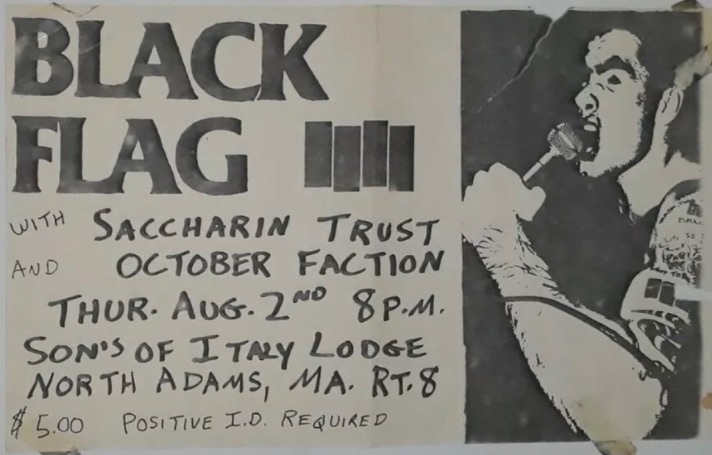 BLACK
FLAG
WITH SACCHARIN TRUST
AND OCTOBER FACTION
THUR. AUG. 2ND 8 P.M.
SON'S OF ITALY LODGE
NORTH ADAMS, MA. RT. 8
$5.00 POSITIVE I.D. REQUIRED